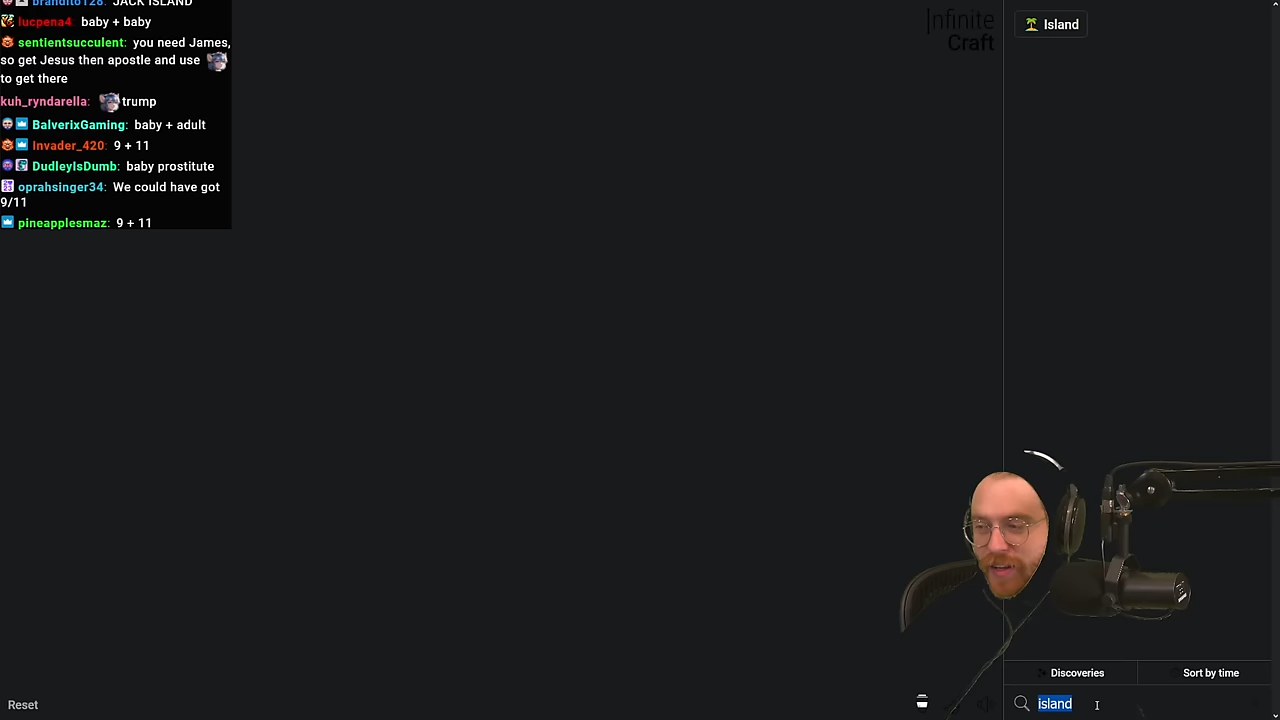 brandito128: JACK ISLAND
lucpena4 baby + baby
sentientsucculent: you need James,
so get Jesus then apostle and use
to get there
kuh_ryndarella: trump
BalverixGaming: baby + adult
Invader_420: 9 + 11
DudleyIsDumb: baby prostitute
oprahsinger34: We could have got
9/11
pineapplesmaz: 9 + 11
Infinite
Craft
Island
Discoveries
Sort by time
island
Reset